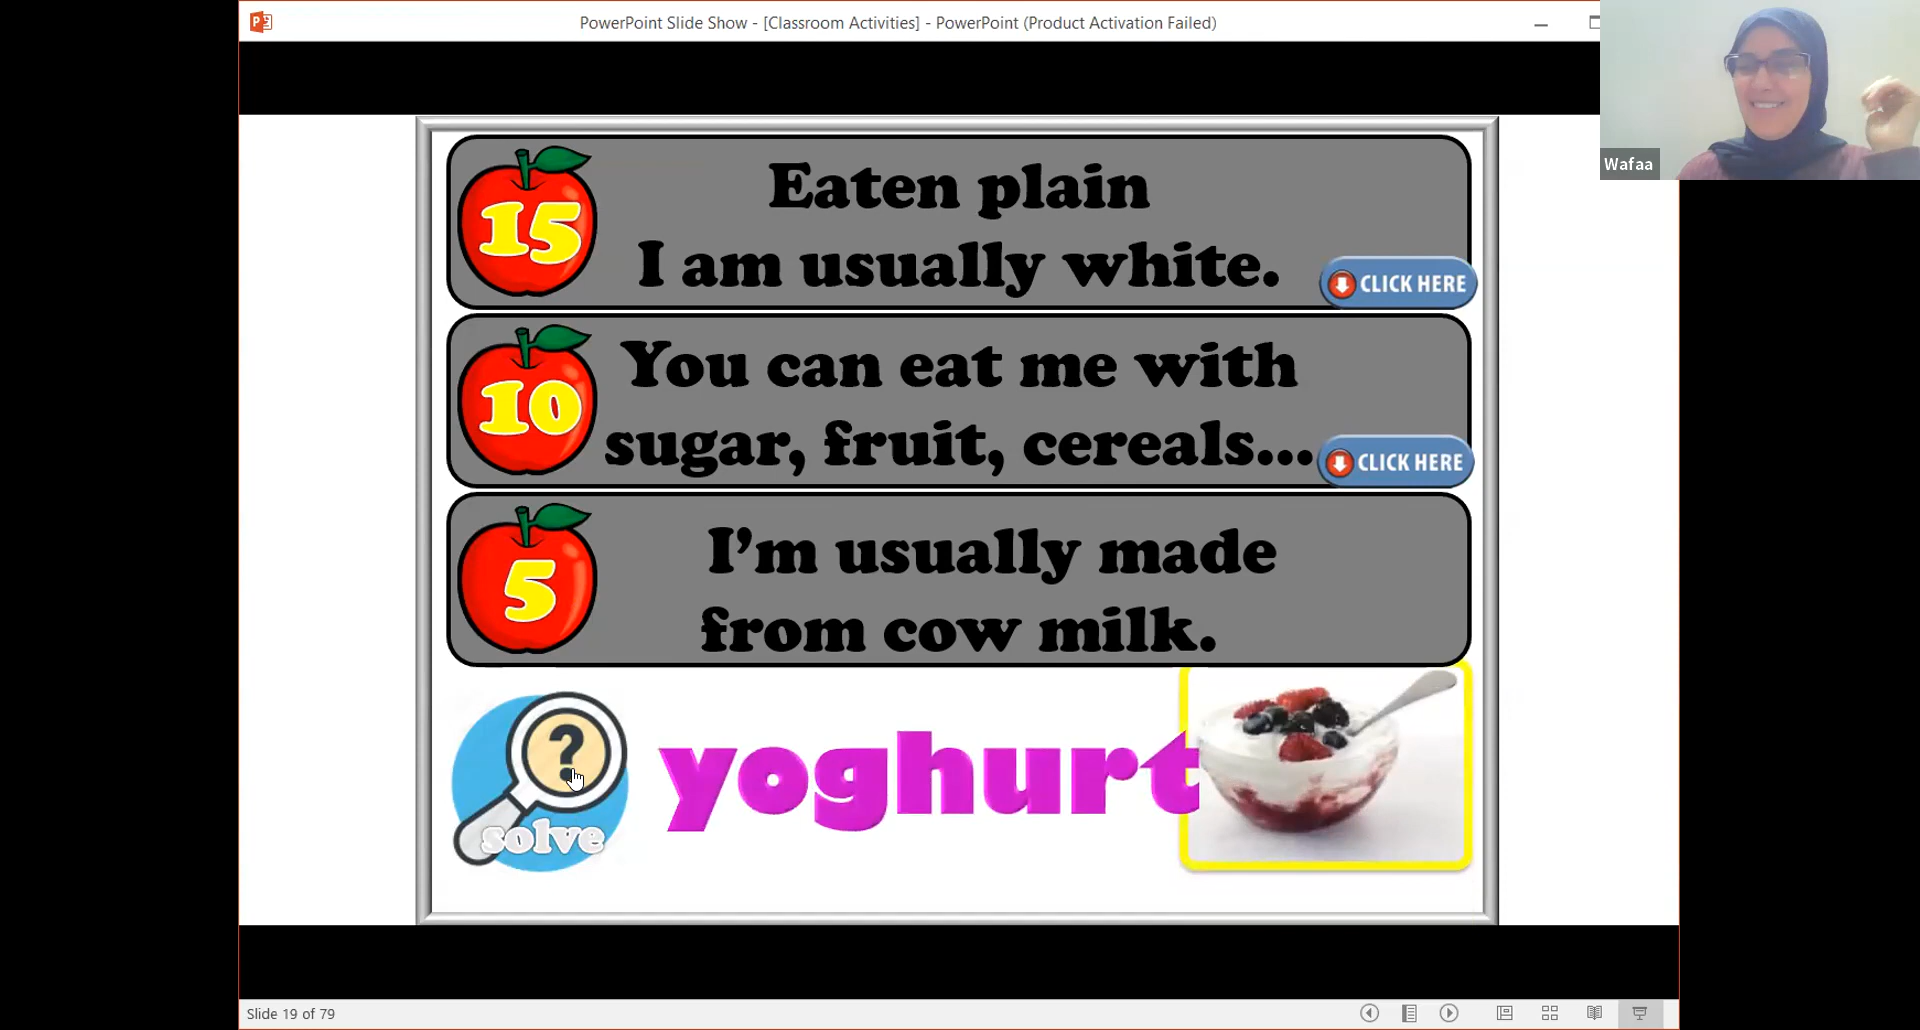 PowerPoint Slide Show - [Classroom Activities] - PowerPoint (Product Activation Failed)
Wafaa
15
Eaten plain
I am usually white.
CLICK HERE
10
You can eat me with
sugar, fruit, cereals...
CLICK HERE
5
I'm usually made
from cow milk.
?
solve
yoghurt
Slide 19 of 79